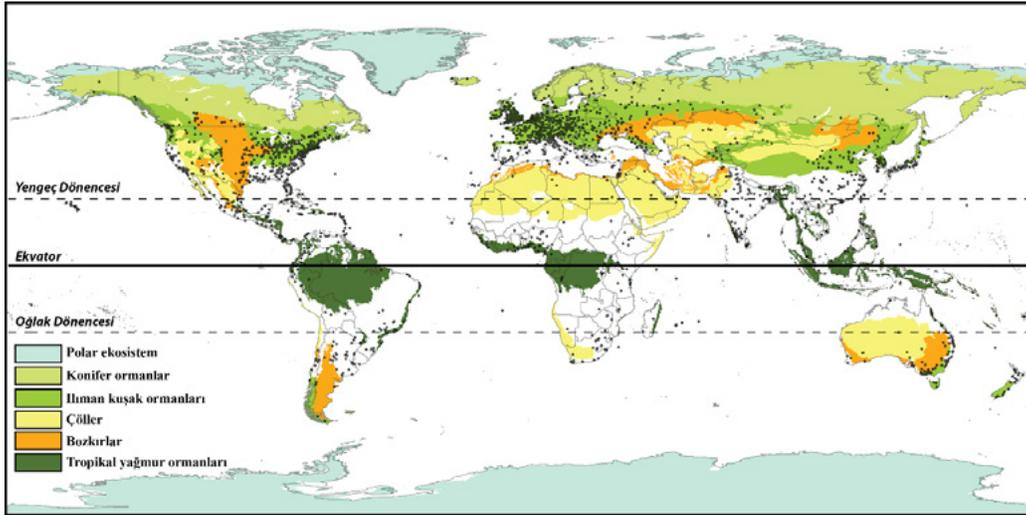 Yengeç Dönencesi
Ekvator
Oğlak Dönencesi
Polar ekosistem
Konifer ormanlar
Ilıman kuşak ormanları
Çöller
Bozkırlar
Tropikal yağmur ormanları